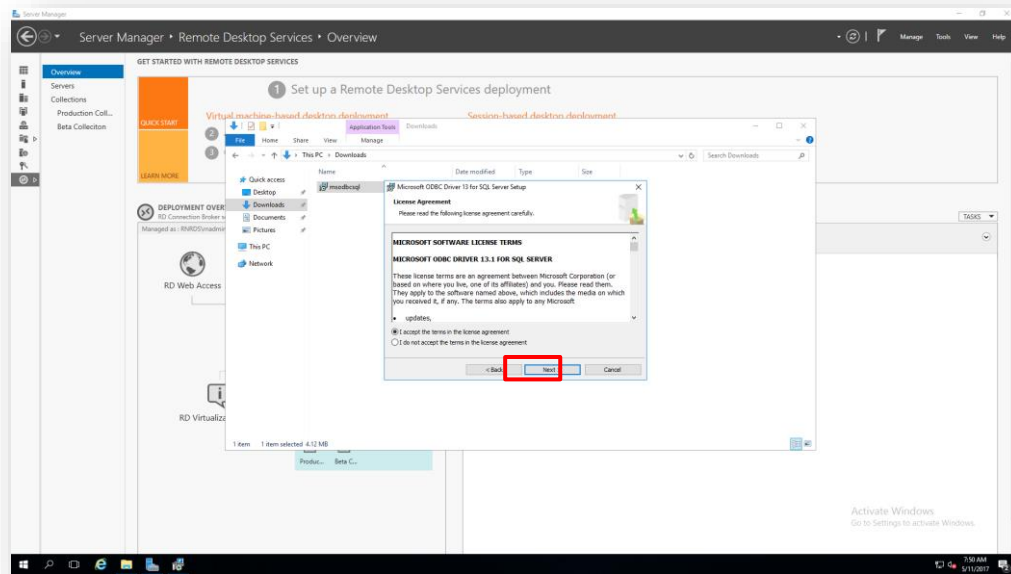 Server Manager
Server Manager • Remote Desktop Services • Overview
Manage Tools View Help
Overview
Servers
Collections
Production Coll...
Beta Colleciton
GET STARTED WITH REMOTE DESKTOP SERVICES
QUICK START
LEARN MORE
1 Set up a Remote Desktop Services deployment
Virtual machine-based desktop deployment Session-based desktop deployment
2
3
Application Tools Downloads
File Home Share View Manage
This PC > Downloads
Search Downloads
Quick access
Desktop
Downloads
Documents
Pictures
This PC
Network
Name Date modified Type Size
msodbcsql
Microsoft ODBC Driver 13 for SQL Server Setup
License Agreement
Please read the following license agreement carefully.
MICROSOFT SOFTWARE LICENSE TERMS
MICROSOFT ODBC DRIVER 13.1 FOR SQL SERVER
These license terms are an agreement between Microsoft Corporation (or
based on where you live, one of its affiliates) and you. Please read them.
They apply to the software named above, which includes the media on which
you received it, if any. The terms also apply to any Microsoft
• updates,
I accept the terms in the license agreement
I do not accept the terms in the license agreement
< Back Next Cancel
1 item 1 item selected 4.12 MB
DEPLOYMENT OVER
RD Connection Broker s
Managed as : RNRDS\rnadmin
RD Web Access
RD Virtualiza
Produc... Beta C...
TASKS
Activate Windows
Go to Settings to activate Windows.
7:50 AM
5/11/2017